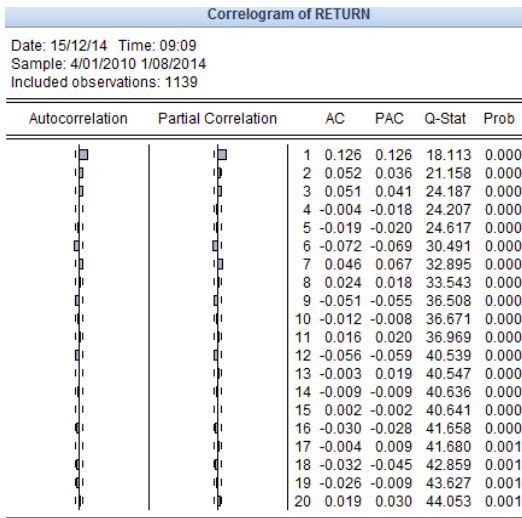 Correlogram of RETURN
Date: 15/12/14 Time: 09:09
Sample: 4/01/2010 1/08/2014
Included observations: 1139
Autocorrelation Partial Correlation AC PAC Q-Stat Prob
1 0.126 0.126 18.113 0.000
2 0.052 0.036 21.158 0.000
3 0.051 0.041 24.187 0.000
4 -0.004 -0.018 24.207 0.000
5 -0.019 -0.020 24.617 0.000
6 -0.072 -0.069 30.491 0.000
7 0.046 0.067 32.895 0.000
8 0.024 0.018 33.543 0.000
9 -0.051 -0.055 36.508 0.000
10 -0.012 -0.008 36.671 0.000
11 0.016 0.020 36.969 0.000
12 -0.056 -0.059 40.539 0.000
13 -0.003 0.019 40.547 0.000
14 -0.009 -0.009 40.636 0.000
15 0.002 -0.002 40.641 0.000
16 -0.030 -0.028 41.658 0.000
17 -0.004 0.009 41.680 0.001
18 -0.032 -0.045 42.859 0.001
19 -0.026 -0.009 43.627 0.001
20 0.019 0.030 44.053 0.001